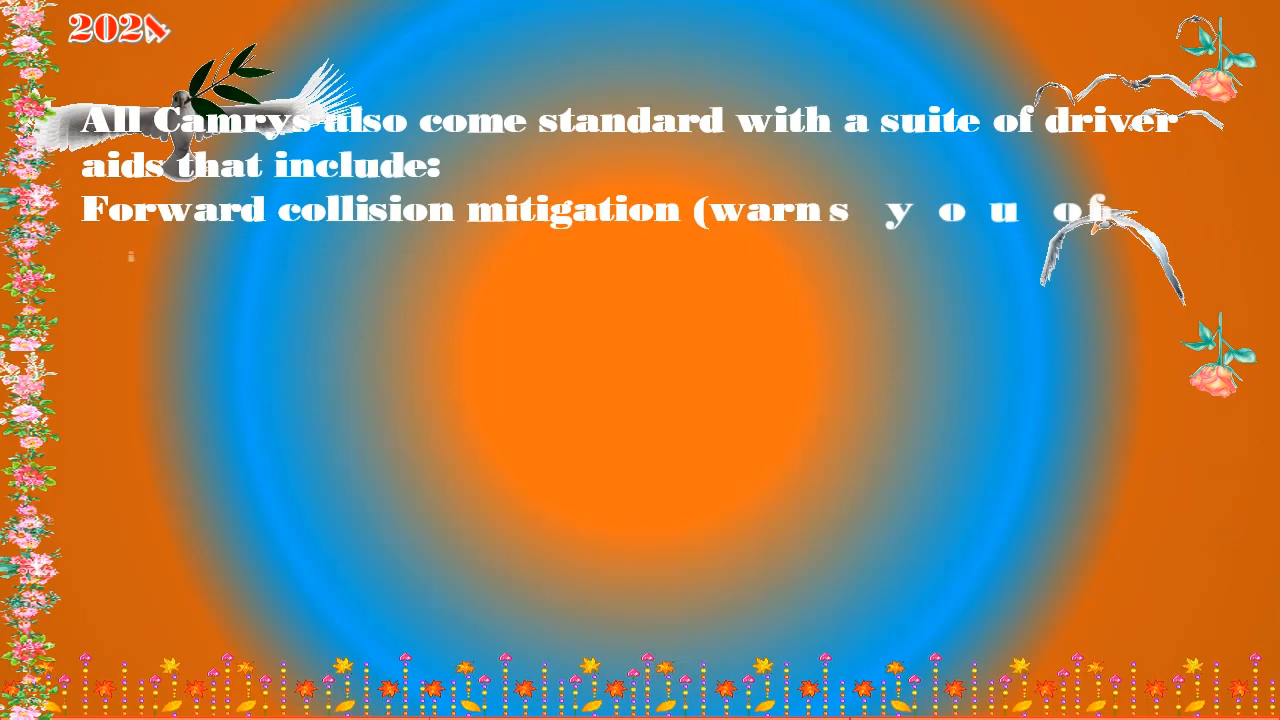 2024
All Camrys also come standard with a suite of driver
aids that include:
Forward collision mitigation (warns you of
i